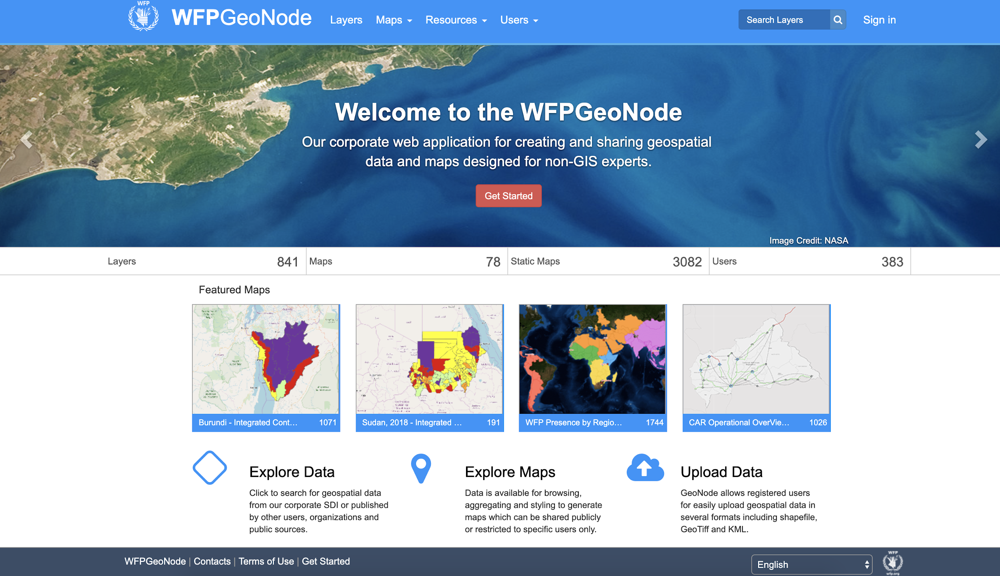 WFP
WFPGeoNode
Layers
Maps
Resources
Users
Search Layers
Sign in
Welcome to the WFPGeoNode
Our corporate web application for creating and sharing geospatial
data and maps designed for non-GIS experts.
Get Started
Image Credit: NASA
Layers 841
Maps 78
Static Maps 3082
Users 383
Featured Maps
Burundi - Integrated Cont... 1071
Sudan, 2018 - Integrated ... 191
WFP Presence by Regio... 1744
CAR Operational OverVie... 1026
Explore Data
Click to search for geospatial data
from our corporate SDI or published
by other users, organizations and
public sources.
Explore Maps
Data is available for browsing,
aggregating and styling to generate
maps which can be shared publicly
or restricted to specific users only.
Upload Data
GeoNode allows registered users
for easily upload geospatial data in
several formats including shapefile,
GeoTiff and KML.
WFPGeoNode | Contacts | Terms of Use | Get Started
English
WFP
wfp.org